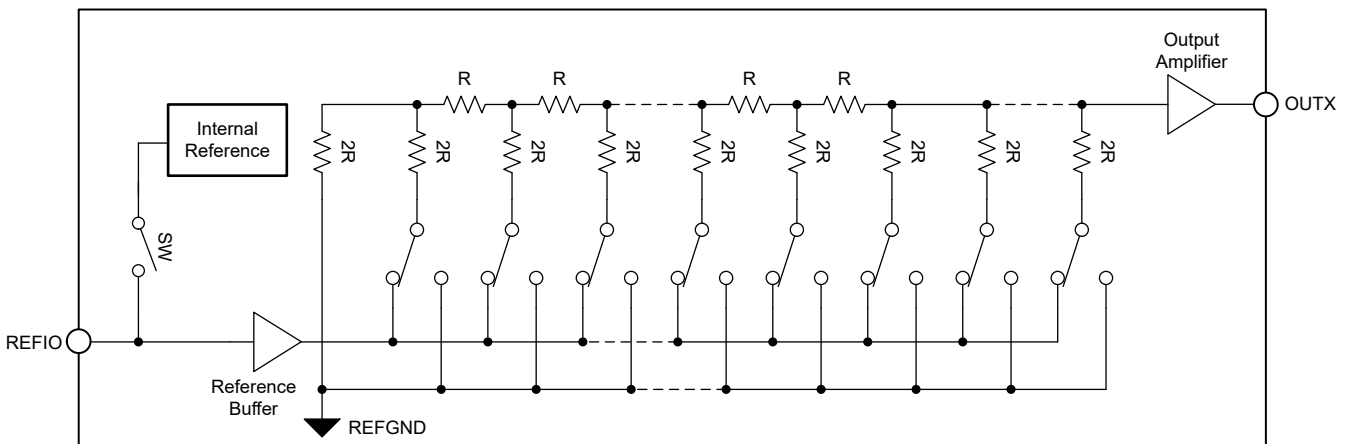 Output
Amplifier
R
R
R
R
OUTX
Internal
Reference
2R
2R
2R
2R
2R
2R
2R
2R
2R
SW
REFIO
Reference
Buffer
REFGND